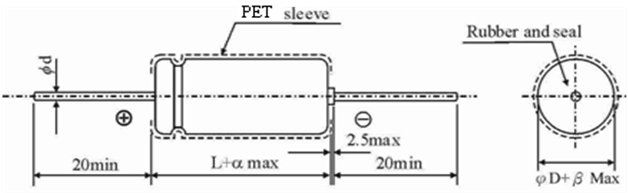 PET sleeve
Rubber and seal
φd
⊕
⊖
2.5max
20min
L+α max
20min
φD+β Max